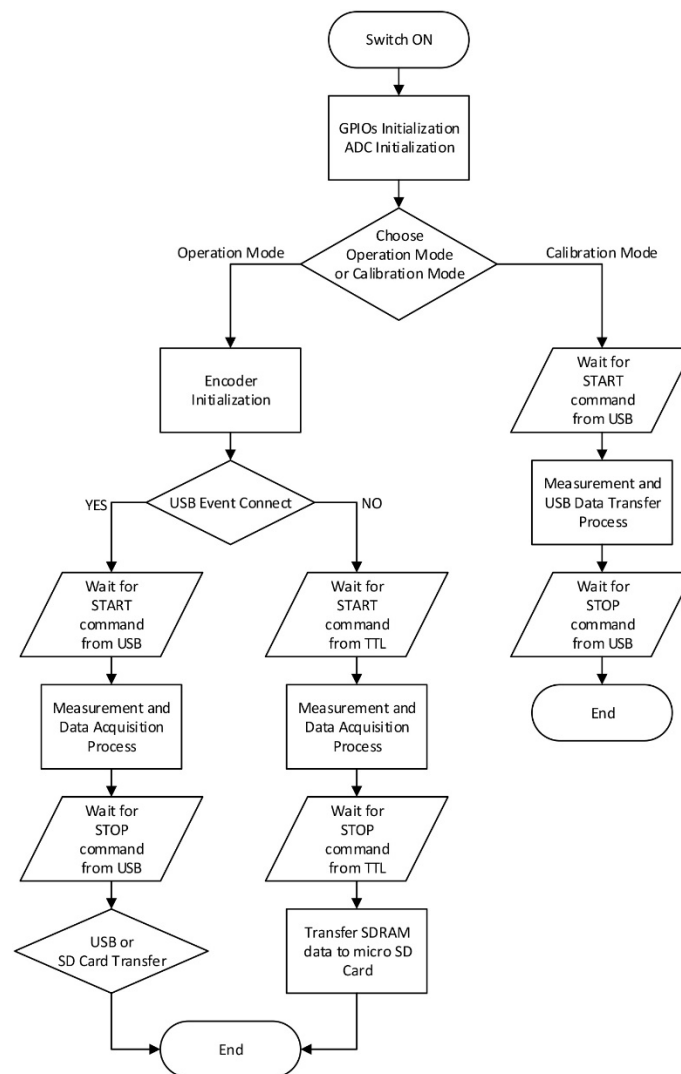 Switch ON
GPIOs Initialization
ADC Initialization
Choose
Operation Mode
or Calibration Mode
Operation Mode
Calibration Mode
Encoder
Initialization
Wait for
START
command
from USB
USB Event Connect
YES
NO
Measurement and
USB Data Transfer
Process
Wait for
START
command
from USB
Wait for
START
command
from TTL
Wait for
STOP
command
from USB
Measurement and
Data Acquisition
Process
Measurement and
Data Acquisition
Process
End
Wait for
STOP
command
from USB
Wait for
STOP
command
from TTL
USB or
SD Card Transfer
Transfer SDRAM
data to micro SD
Card
End